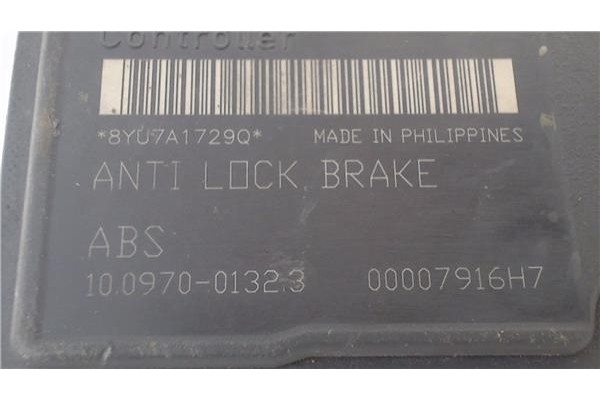 Controller
*8YU7A1729Q* MADE IN PHILIPPINES
ANTI LOCK BRAKE
ABS
10.0970-0132.3 00007916H7